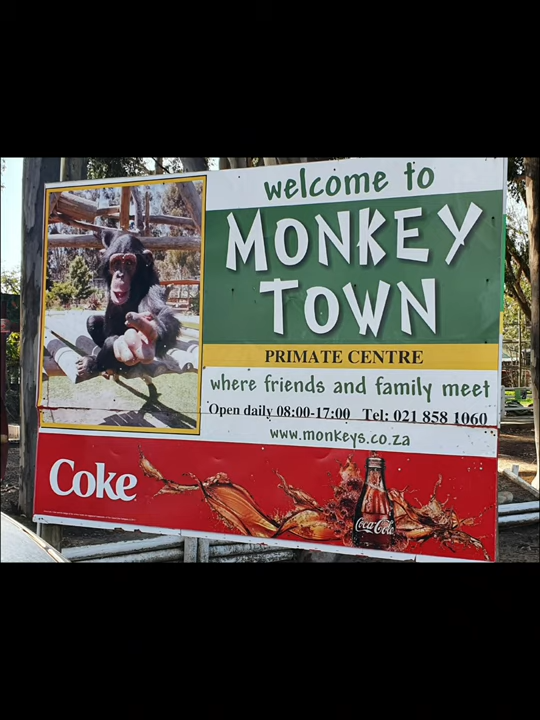 welcome to
MONKEY
TOWN
PRIMATE CENTRE
where friends and family meet
Open daily 08:00-17:00 Tel: 021 858 1060
www.monkeys.co.za
Coke
Coca-Cola